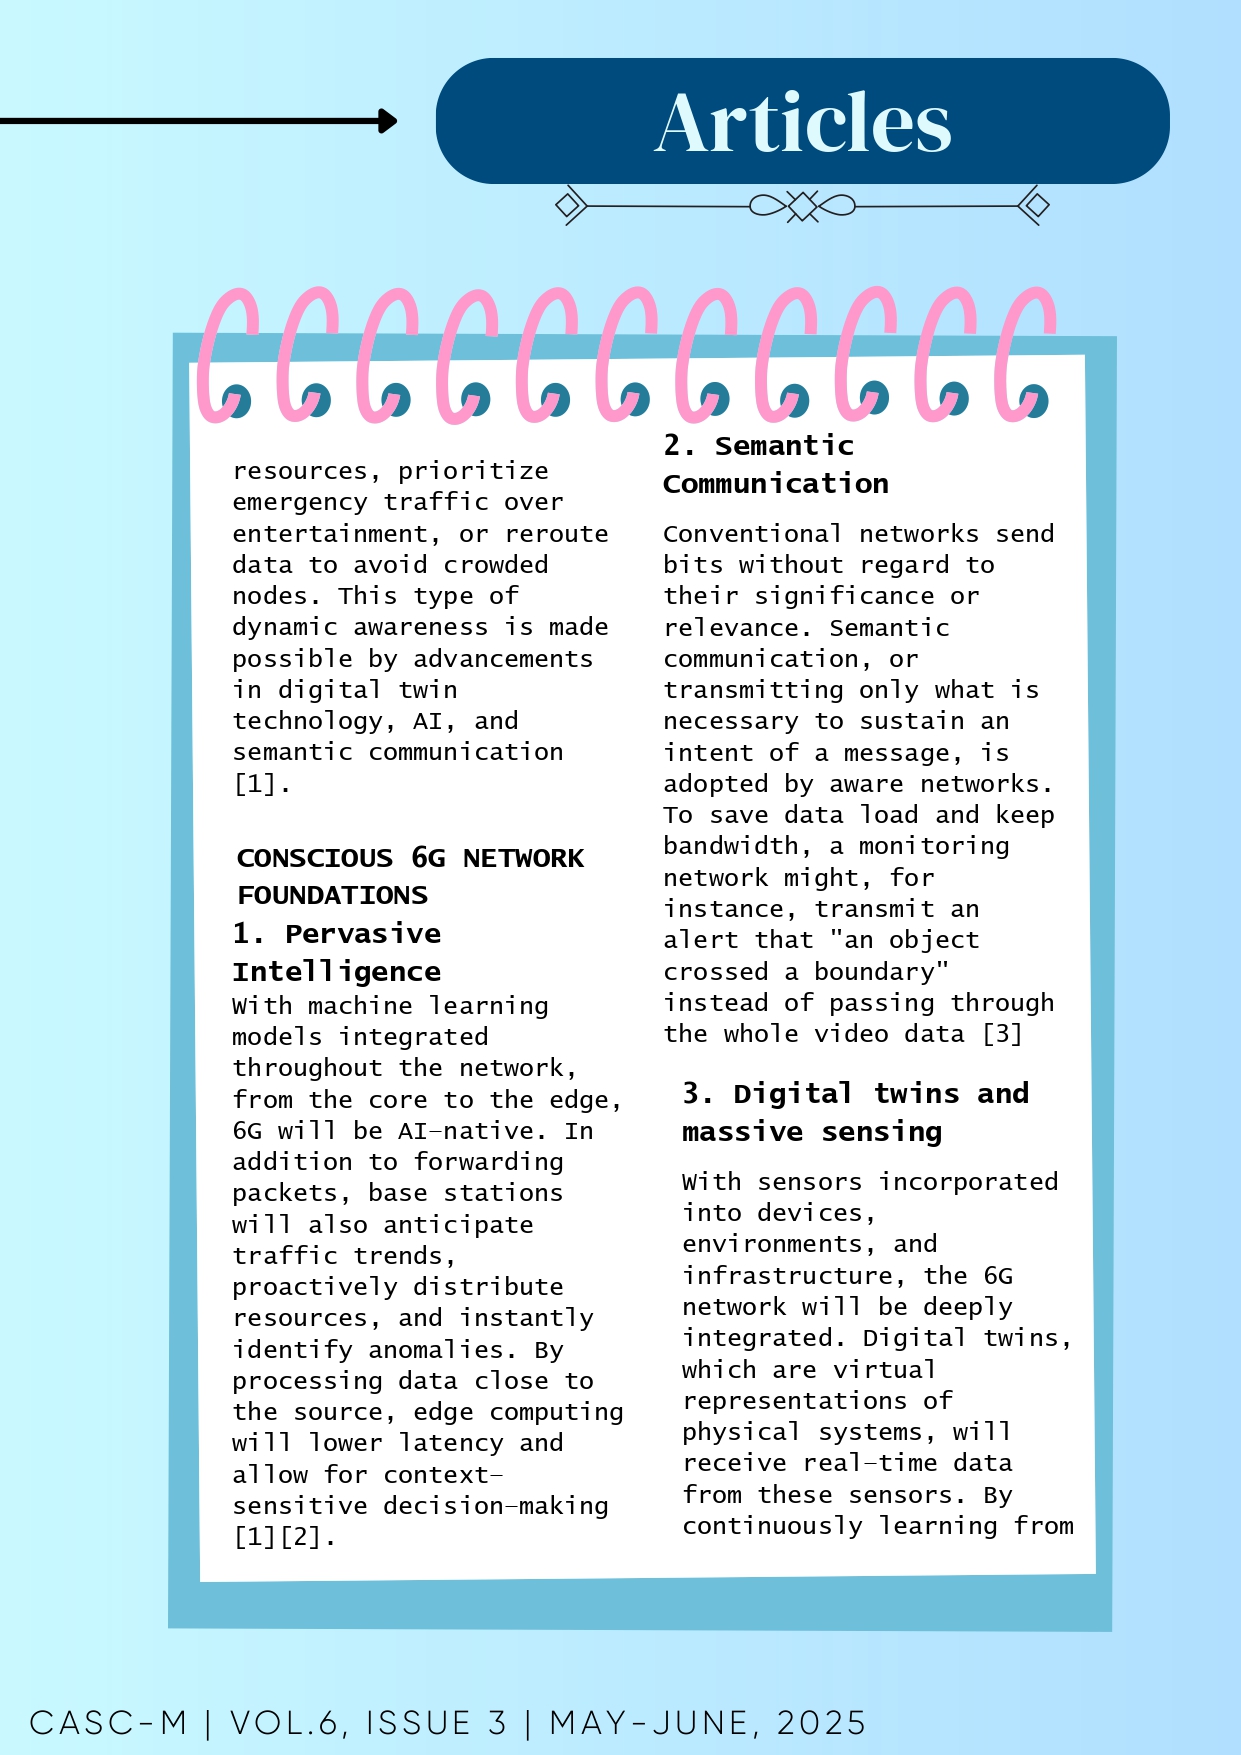 Articles
resources, prioritize
emergency traffic over
entertainment, or reroute
data to avoid crowded
nodes. This type of
dynamic awareness is made
possible by advancements
in digital twin
technology, AI, and
semantic communication
[1].
CONSCIOUS 6G NETWORK
FOUNDATIONS
1. Pervasive
Intelligence
With machine learning
models integrated
throughout the network,
from the core to the edge,
6G will be AI-native. In
addition to forwarding
packets, base stations
will also anticipate
traffic trends,
proactively distribute
resources, and instantly
identify anomalies. By
processing data close to
the source, edge computing
will lower latency and
allow for context-
sensitive decision-making
[1][2].
2. Semantic
Communication
Conventional networks send
bits without regard to
their significance or
relevance. Semantic
communication, or
transmitting only what is
necessary to sustain an
intent of a message, is
adopted by aware networks.
To save data load and keep
bandwidth, a monitoring
network might, for
instance, transmit an
alert that "an object
crossed a boundary"
instead of passing through
the whole video data [3]
3. Digital twins and
massive sensing
With sensors incorporated
into devices,
environments, and
infrastructure, the 6G
network will be deeply
integrated. Digital twins,
which are virtual
representations of
physical systems, will
receive real-time data
from these sensors. By
continuously learning from
CASC-M | VOL.6, ISSUE 3 | MAY-JUNE, 2025